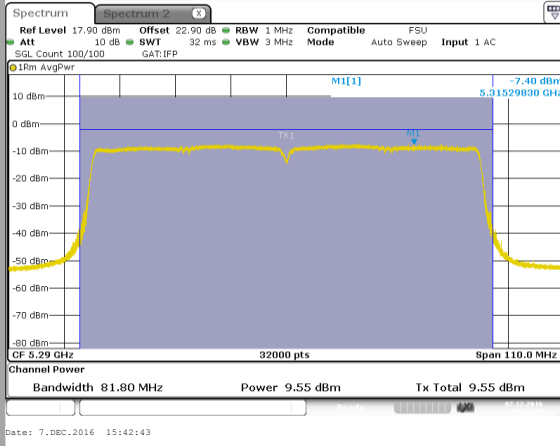 Spectrum
Spectrum 2 X
Ref Level 17.90 dBm Offset 22.90 dB RBW 1 MHz Compatible FSU
Att 10 dB SWT 32 ms VBW 3 MHz Mode Auto Sweep Input 1 AC
SGL Count 100/100 GAT:IFP
1Rm AvgPwr
M1[1] -7.40 dBm
5.31529830 GHz
10 dBm
0 dBm
TX1
M1
-10 dBm
-20 dBm
-30 dBm
-40 dBm
-50 dBm
-60 dBm
-70 dBm
-80 dBm
CF 5.29 GHz 32000 pts Span 110.0 MHz
Channel Power
Bandwidth 81.80 MHz Power 9.55 dBm Tx Total 9.55 dBm
Ready
Date: 7.DEC.2016 15:42:43